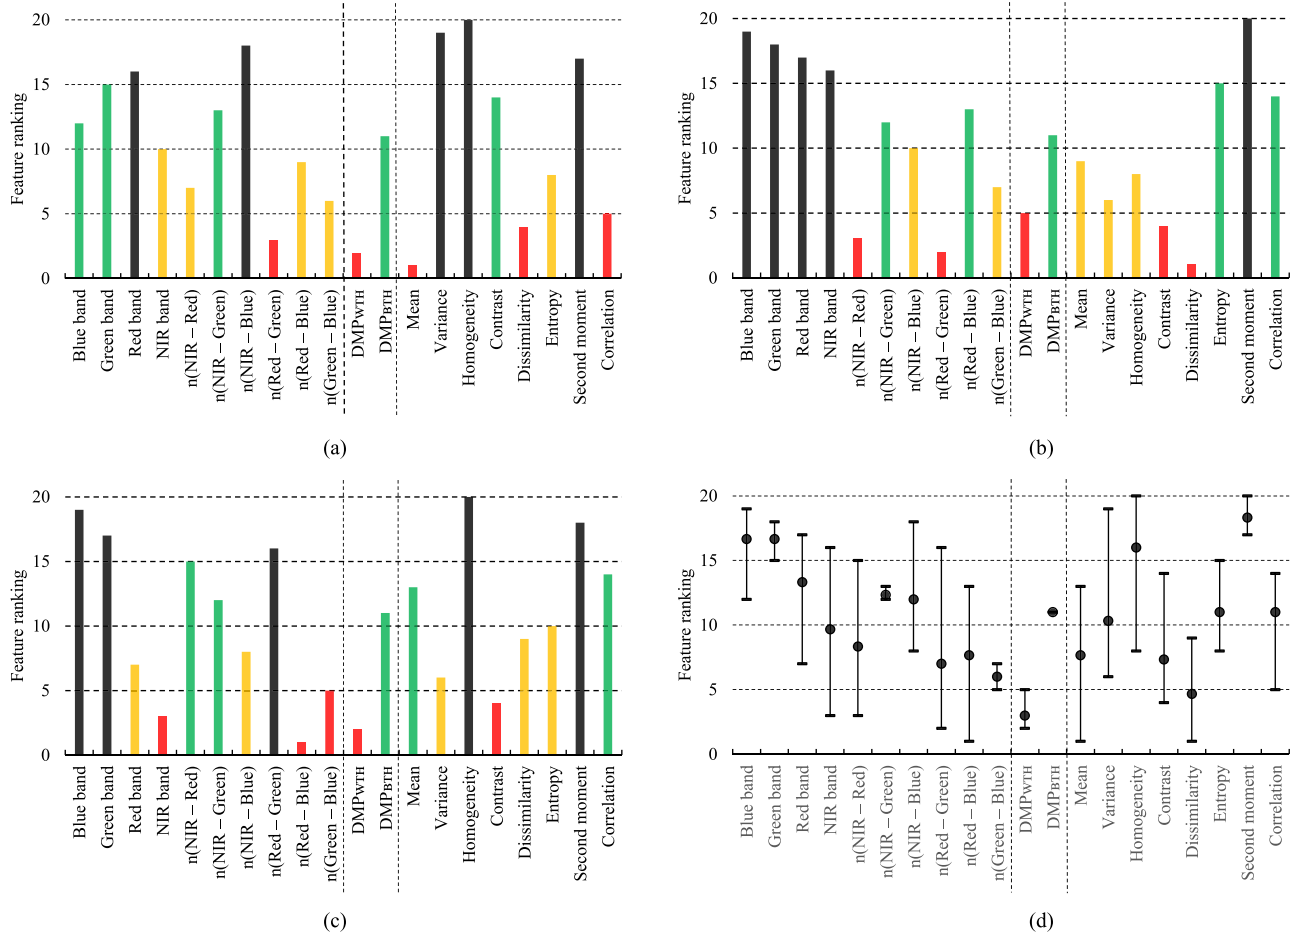 Feature ranking
20
15
10
5
0
Blue band
Green band
Red band
NIR band
n(NIR – Red)
n(NIR – Green)
n(NIR – Blue)
n(Red – Green)
n(Red – Blue)
n(Green – Blue)
DMPWTH
DMPBTH
Mean
Variance
Homogeneity
Contrast
Dissimilarity
Entropy
Second moment
Correlation
(a)
Feature ranking
20
15
10
5
0
Blue band
Green band
Red band
NIR band
n(NIR – Red)
n(NIR – Green)
n(NIR – Blue)
n(Red – Green)
n(Red – Blue)
n(Green – Blue)
DMPWTH
DMPBTH
Mean
Variance
Homogeneity
Contrast
Dissimilarity
Entropy
Second moment
Correlation
(b)
Feature ranking
20
15
10
5
0
Blue band
Green band
Red band
NIR band
n(NIR – Red)
n(NIR – Green)
n(NIR – Blue)
n(Red – Green)
n(Red – Blue)
n(Green – Blue)
DMPWTH
DMPBTH
Mean
Variance
Homogeneity
Contrast
Dissimilarity
Entropy
Second moment
Correlation
(c)
Feature ranking
20
15
10
5
0
Blue band
Green band
Red band
NIR band
n(NIR – Red)
n(NIR – Green)
n(NIR – Blue)
n(Red – Green)
n(Red – Blue)
n(Green – Blue)
DMPWTH
DMPBTH
Mean
Variance
Homogeneity
Contrast
Dissimilarity
Entropy
Second moment
Correlation
(d)